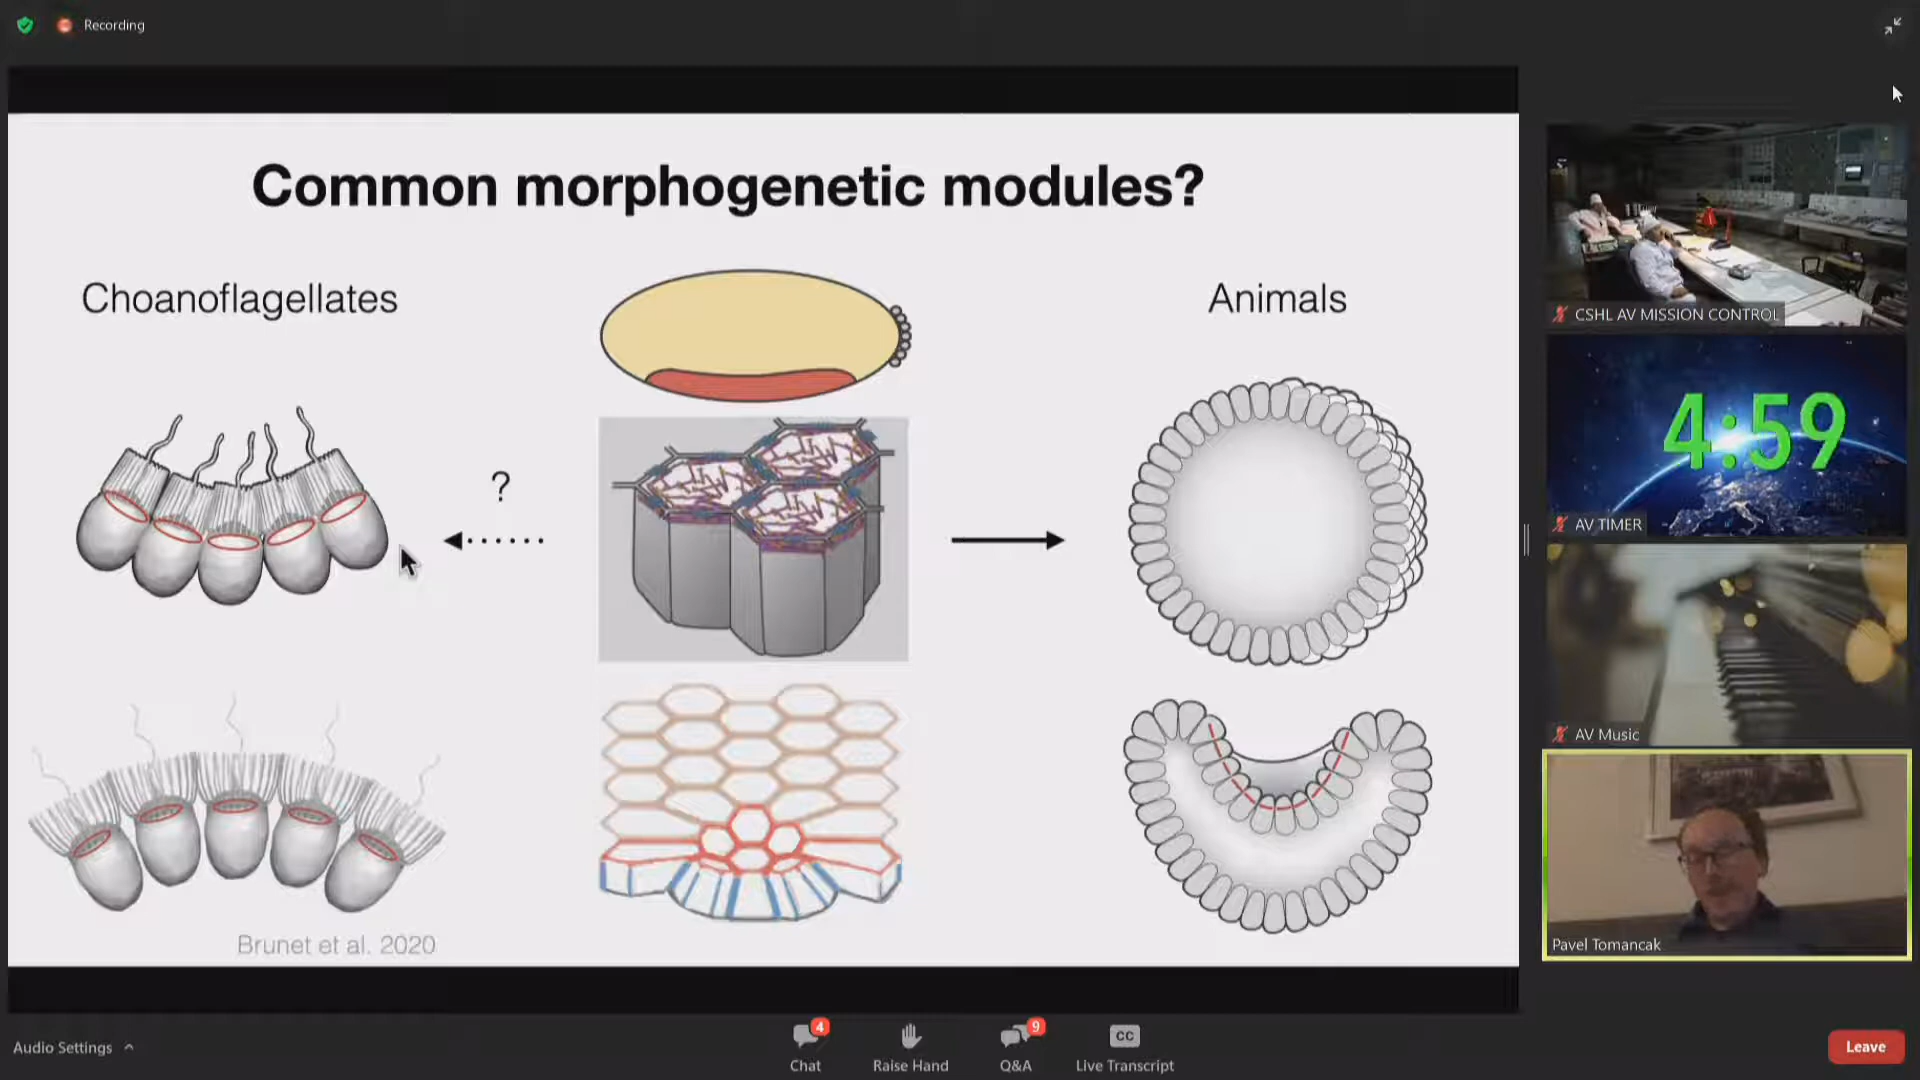 Recording
Common morphogenetic modules?
Choanoflagellates
Animals
?
Brunet et al. 2020
CSHL AV MISSION CONTROL
4:59
AV TIMER
AV Music
Pavel Tomancak
Audio Settings
4
Chat
Raise Hand
9
Q&A
CC
Live Transcript
Leave